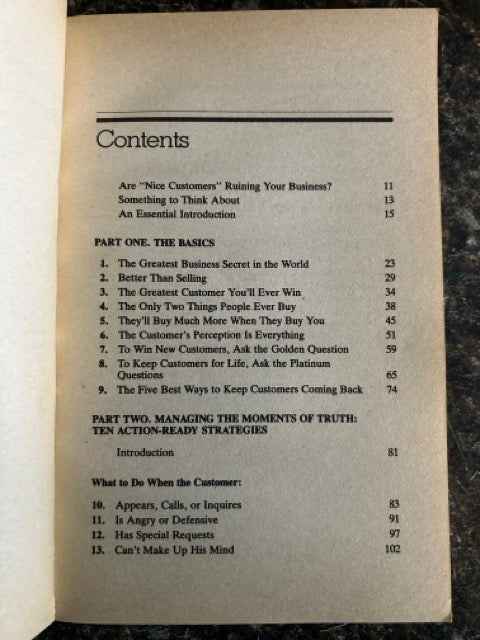 Contents
Are "Nice Customers" Ruining Your Business? 11
Something to Think About 13
An Essential Introduction 15
PART ONE. THE BASICS
1. The Greatest Business Secret in the World 23
2. Better Than Selling 29
3. The Greatest Customer You'll Ever Win 34
4. The Only Two Things People Ever Buy 38
5. They'll Buy Much More When They Buy You 45
6. The Customer's Perception Is Everything 51
7. To Win New Customers, Ask the Golden Question 59
8. To Keep Customers for Life, Ask the Platinum
Questions 65
9. The Five Best Ways to Keep Customers Coming Back 74
PART TWO. MANAGING THE MOMENTS OF TRUTH:
TEN ACTION-READY STRATEGIES
Introduction 81
What to Do When the Customer:
10. Appears, Calls, or Inquires 83
11. Is Angry or Defensive 91
12. Has Special Requests 97
13. Can't Make Up His Mind 102